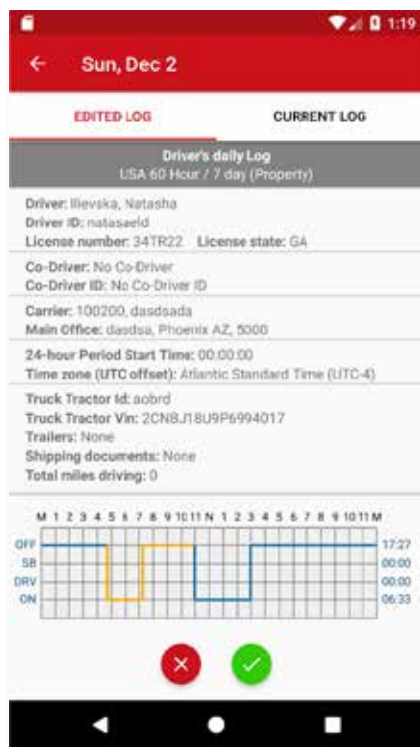 1:19
Sun, Dec 2
EDITED LOG CURRENT LOG
Driver's daily Log
USA 60 Hour / 7 day (Property)
Driver: Ilievska, Natasha
Driver ID: natasaeld
License number: 34TR22 License state: GA
Co-Driver: No Co-Driver
Co-Driver ID: No Co-Driver ID
Carrier: 100200, dasdsada
Main Office: dasdsa, Phoenix AZ, 5000
24-hour Period Start Time: 00:00:00
Time zone (UTC offset): Atlantic Standard Time (UTC-4)
Truck Tractor Id: aobrd
Truck Tractor Vin: 2CN8J18U9P6994017
Trailers: None
Shipping documents: None
Total miles driving: 0
M 1 2 3 4 5 6 7 8 9 10 11 N 1 2 3 4 5 6 7 8 9 10 11 M
OFF 17:27
SB 00:00
DRV 00:00
ON 06:33